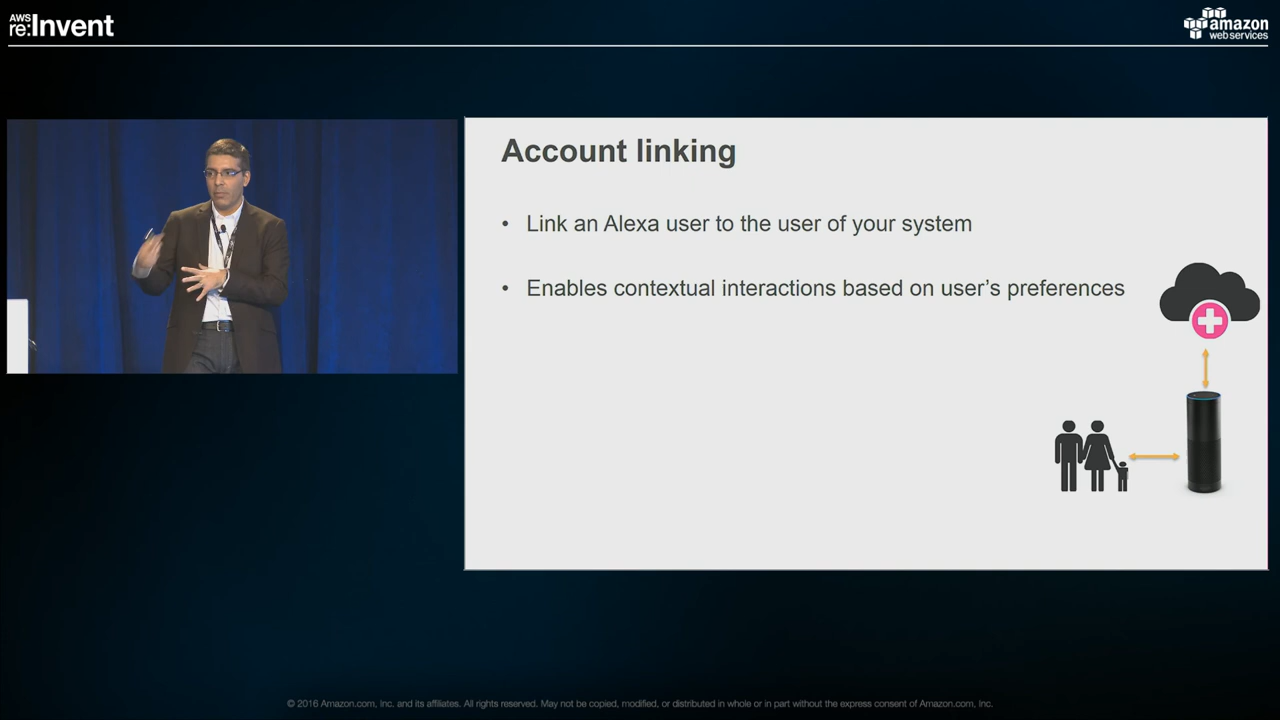 AWS
re:Invent
amazon
web services
Account linking
• Link an Alexa user to the user of your system
• Enables contextual interactions based on user's preferences
© 2016 Amazon.com, Inc. and its affiliates. All rights reserved. May not be copied, modified, or distributed in whole or in part without the express consent of Amazon.com, Inc.